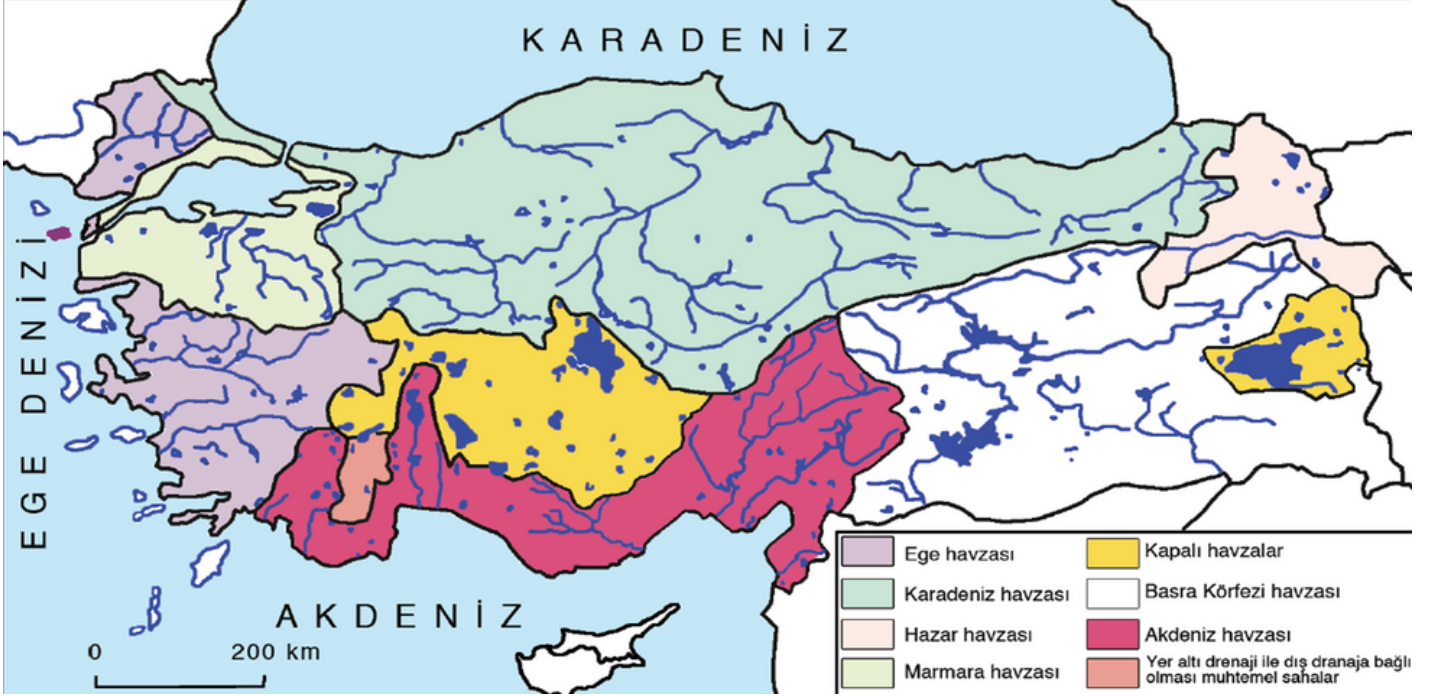 KARADENİZ
EGE DENİZİ
AKDENİZ
0 200 km
Ege havzası
Karadeniz havzası
Hazar havzası
Marmara havzası
Kapalı havzalar
Basra Körfezi havzası
Akdeniz havzası
Yer altı drenaji ile dış dranaja bağlı
olması muhtemel sahalar